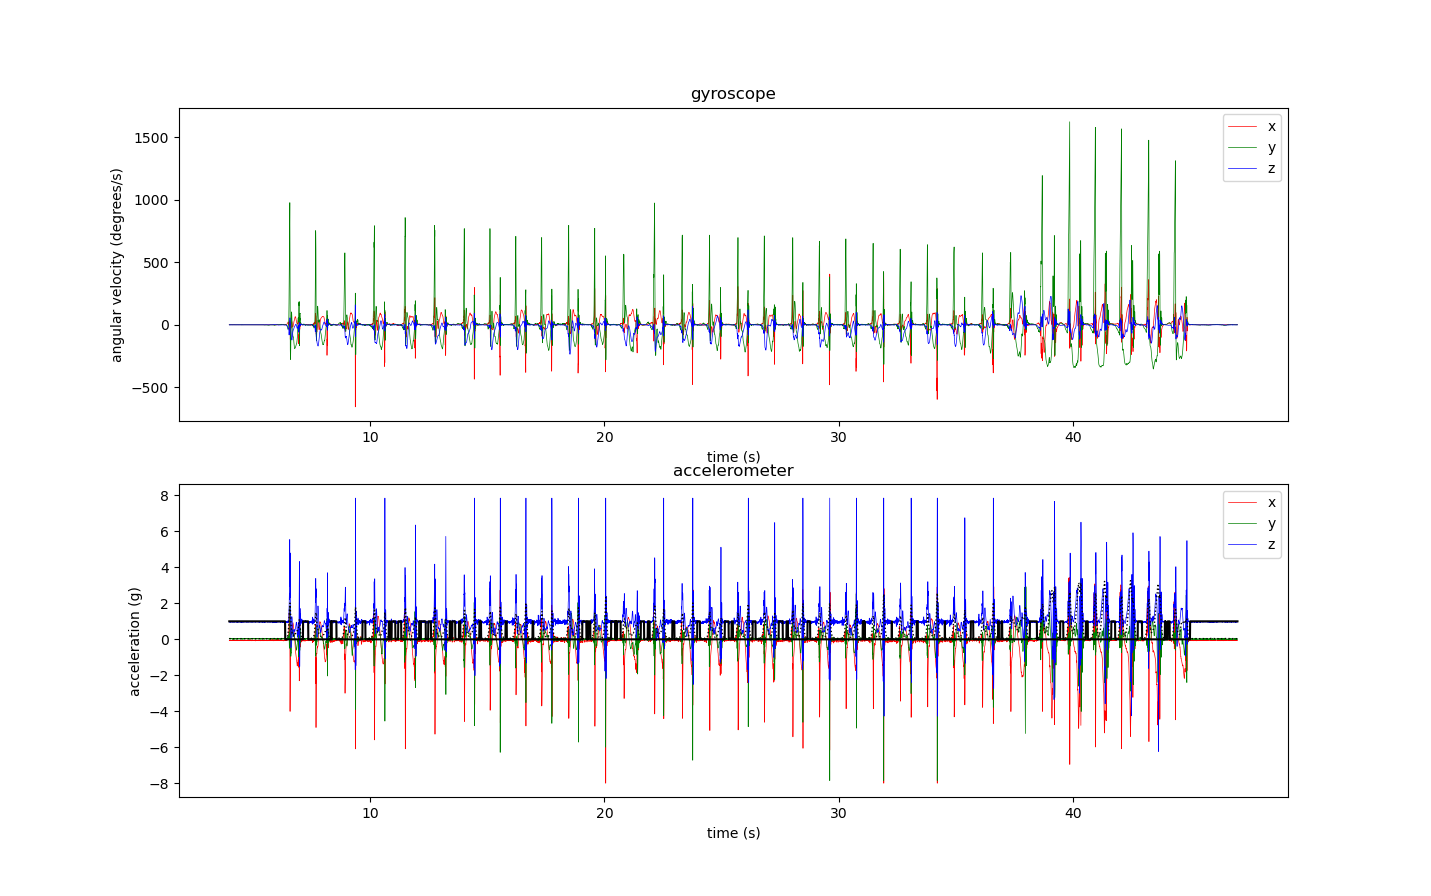 gyroscope
angular velocity (degrees/s)
1500
1000
500
0
−500
x
y
z
10
20
30
40
time (s)
accelerometer
acceleration (g)
8
6
4
2
0
−2
−4
−6
−8
x
y
z
10
20
30
40
time (s)